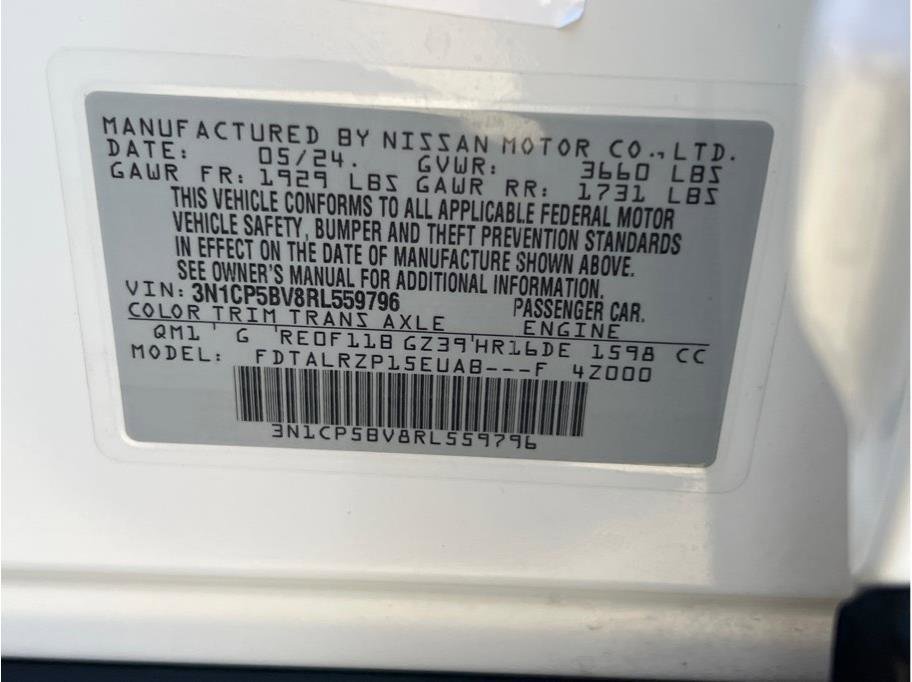 MANUFACTURED BY NISSAN MOTOR CO., LTD.
DATE: 05/24. GVWR: 3660 LBS
GAWR FR: 1929 LBS GAWR RR: 1731 LBS
THIS VEHICLE CONFORMS TO ALL APPLICABLE FEDERAL MOTOR
VEHICLE SAFETY, BUMPER AND THEFT PREVENTION STANDARDS
IN EFFECT ON THE DATE OF MANUFACTURE SHOWN ABOVE.
SEE OWNER'S MANUAL FOR ADDITIONAL INFORMATION.
VIN: 3N1CP5BV8RL559796 PASSENGER CAR.
COLOR TRIM TRANS AXLE ENGINE
QM1 ' G ' RE0F11B GZ39 ' HR16DE 1598 CC
MODEL: FDTALRZP15EUAB---F 4Z000
3N1CP5BV8RL559796